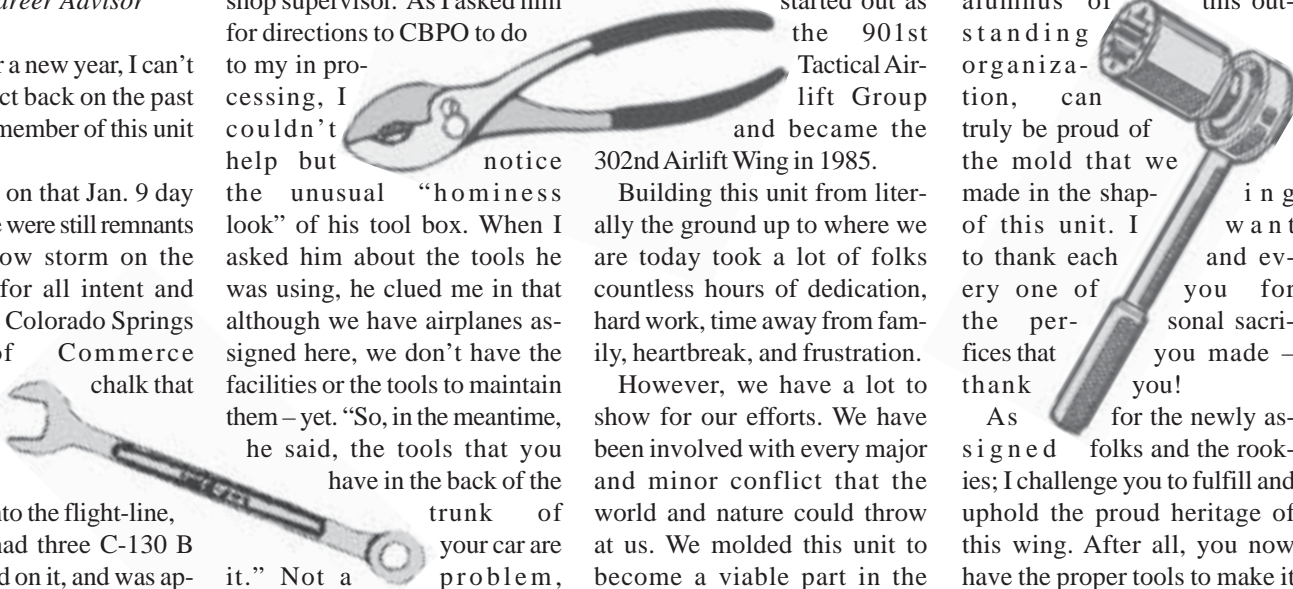 areer Advisor
r a new year, I can’t
ct back on the past
member of this unit
on that Jan. 9 day
e were still remnants
ow storm on the
for all intent and
Colorado Springs
of Commerce
chalk that
nto the flight-line,
had three C-130 B
d on it, and was ap-
shop supervisor. As I asked him
for directions to CBPO to do
to my in pro-
cessing, I
couldn’t
help but notice
the unusual “hominess
look” of his tool box. When I
asked him about the tools he
was using, he clued me in that
although we have airplanes as-
signed here, we don’t have the
facilities or the tools to maintain
them – yet. “So, in the meantime,
he said, the tools that you
have in the back of the
trunk of
your car are
it.” Not a problem,
started out as
the 901st
Tactical Air-
lift Group
and became the
302nd Airlift Wing in 1985.
Building this unit from liter-
ally the ground up to where we
are today took a lot of folks
countless hours of dedication,
hard work, time away from fam-
ily, heartbreak, and frustration.
However, we have a lot to
show for our efforts. We have
been involved with every major
and minor conflict that the
world and nature could throw
at us. We molded this unit to
become a viable part in the
alumnus of this out-
standing
organiza-
tion, can
truly be proud of
the mold that we
made in the shap- ing
of this unit. I want
to thank each and ev-
ery one of you for
the per- sonal sacri-
fices that you made –
thank you!
As for the newly as-
signed folks and the rook-
ies; I challenge you to fulfill and
uphold the proud heritage of
this wing. After all, you now
have the proper tools to make it